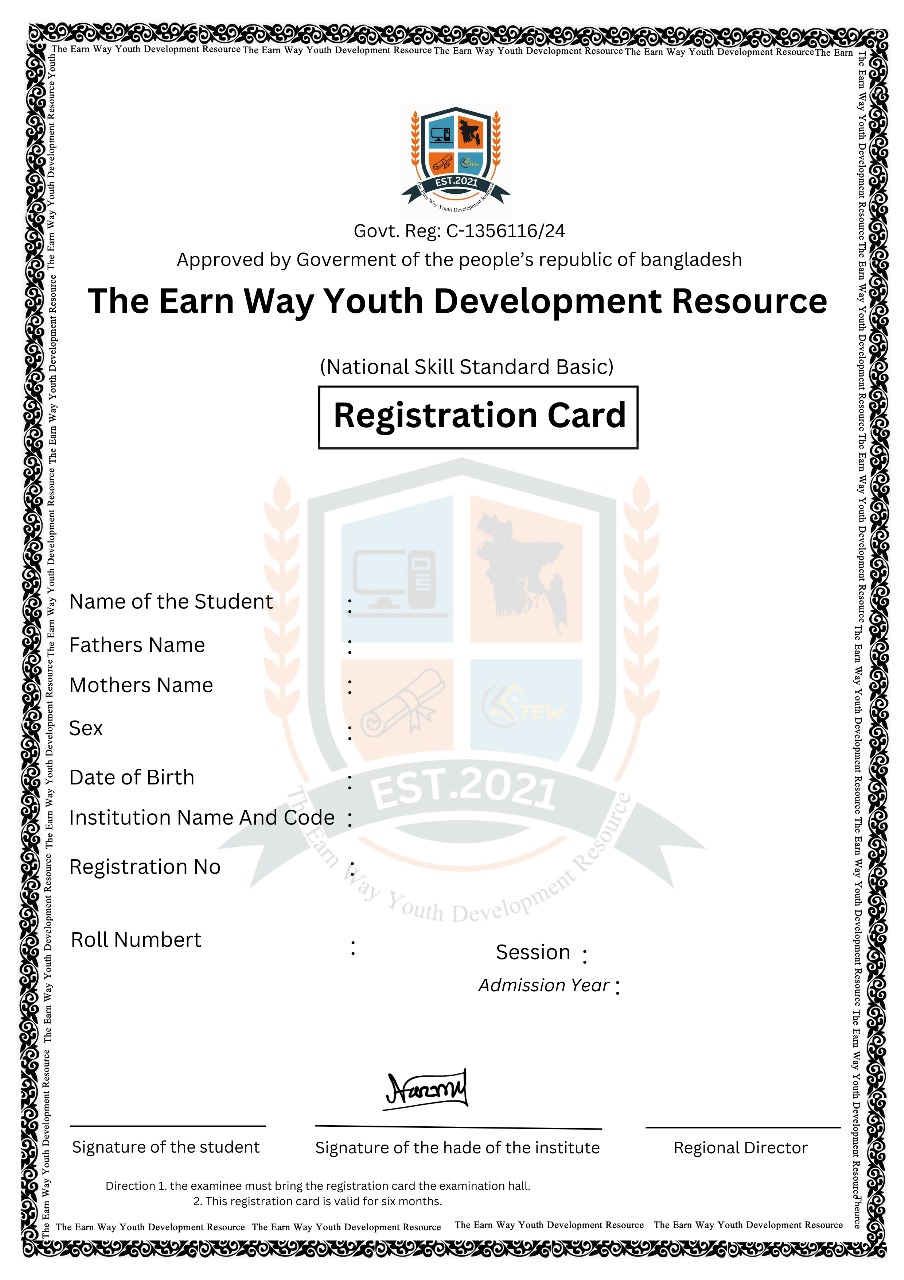 The Earn Way Youth Development Resource The Earn Way Youth Development Resource The Earn Way Youth Development Resource The Earn Way Youth Development Resource The Earn
EST.2021
Govt. Reg: C-1356116/24
Approved by Goverment of the people’s republic of bangladesh
The Earn Way Youth Development Resource
(National Skill Standard Basic)
Registration Card
Name of the Student :
Fathers Name :
Mothers Name :
Sex :
Date of Birth :
Institution Name And Code :
Registration No :
Roll Numbert :
Session :
Admission Year :
TEW
EST.2021
The Earn Way Youth Development Resource
Signature of the student
Signature of the hade of the institute
Regional Director
Direction 1. the examinee must bring the registration card the examination hall.
2. This registration card is valid for six months.
The Earn Way Youth Development Resource The Earn Way Youth Development Resource The Earn Way Youth Development Resource The Earn Way Youth Development Resource